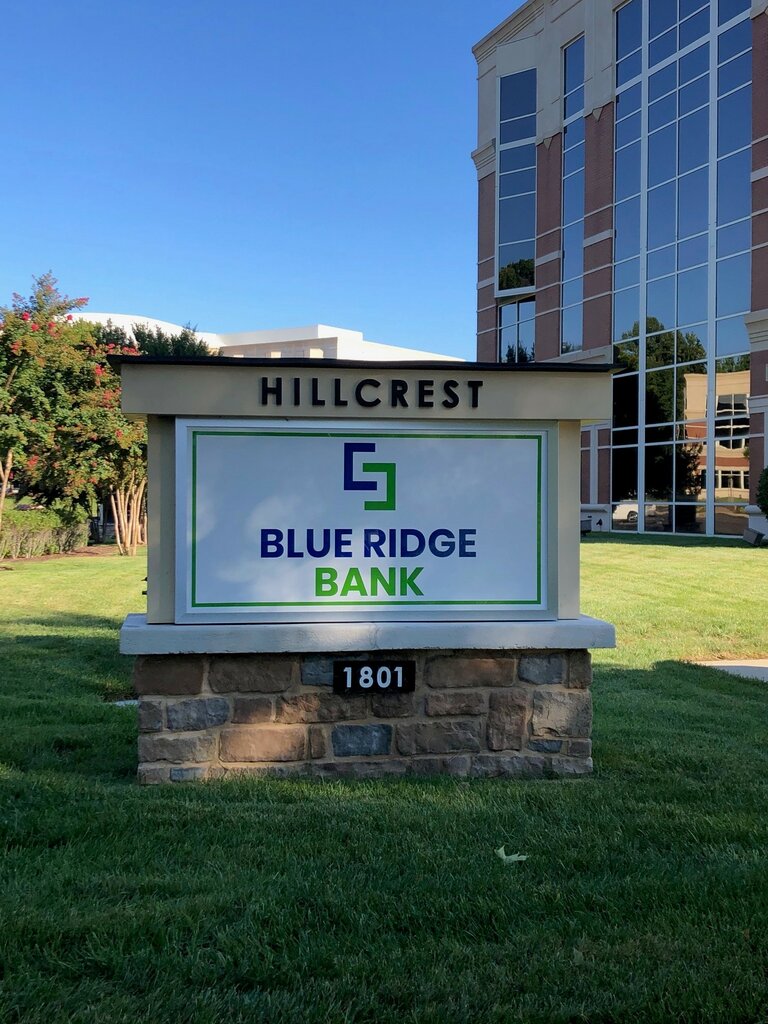 HILLCREST
BLUE RIDGE
BANK
1801